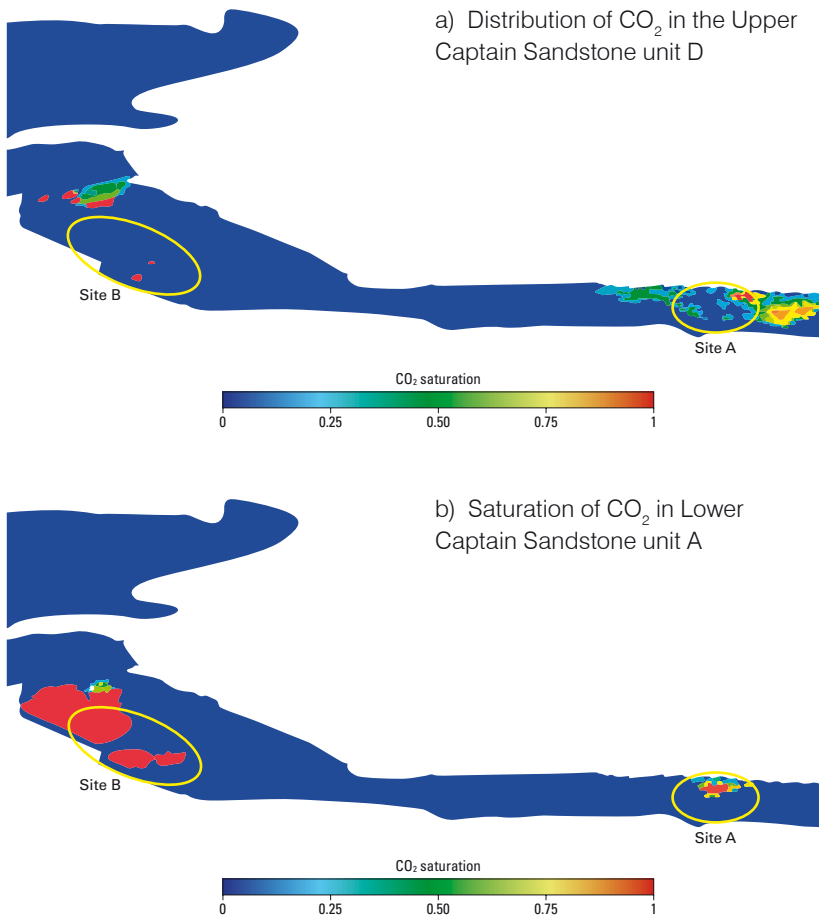 a) Distribution of CO₂ in the Upper
Captain Sandstone unit D
Site B
Site A
CO₂ saturation
0 0.25 0.50 0.75 1
b) Saturation of CO₂ in Lower
Captain Sandstone unit A
Site B
Site A
CO₂ saturation
0 0.25 0.50 0.75 1